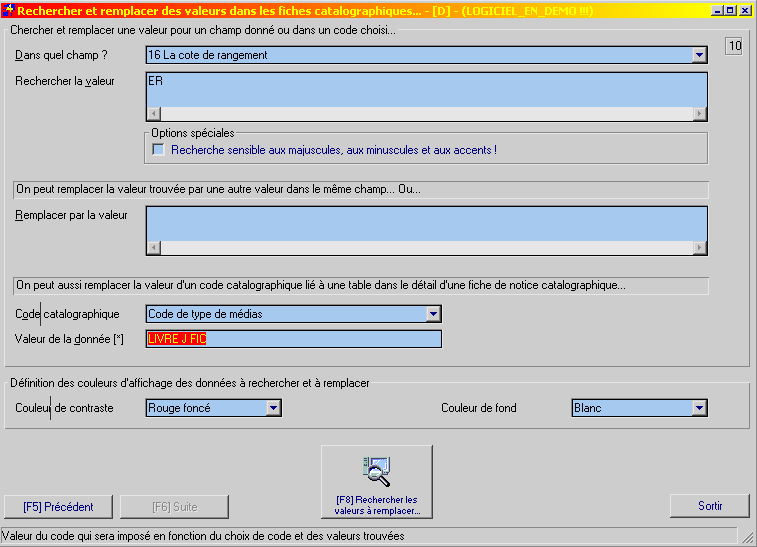 Rechercher et remplacer des valeurs dans les fiches catalographiques... - [D] - (LOGICIEL_EN_DEMO !!!)
Chercher et remplacer une valeur pour un champ donné ou dans un code choisi...
10
Dans quel champ ? 16 La cote de rangement
Rechercher la valeur ER
Options spéciales
Recherche sensible aux majuscules, aux minuscules et aux accents !
On peut remplacer la valeur trouvée par une autre valeur dans le même champ... Ou...
Remplacer par la valeur
On peut aussi remplacer la valeur d'un code catalographique lié à une table dans le détail d'une fiche de notice catalographique...
Code catalographique Code de type de médias
Valeur de la donnée [*] LIVRE J FIC
Définition des couleurs d'affichage des données à rechercher et à remplacer
Couleur de contraste Rouge foncé Couleur de fond Blanc
[F8] Rechercher les
valeurs à remplacer...
[F5] Précédent [F6] Suite Sortir
Valeur du code qui sera imposé en fonction du choix de code et des valeurs trouvées